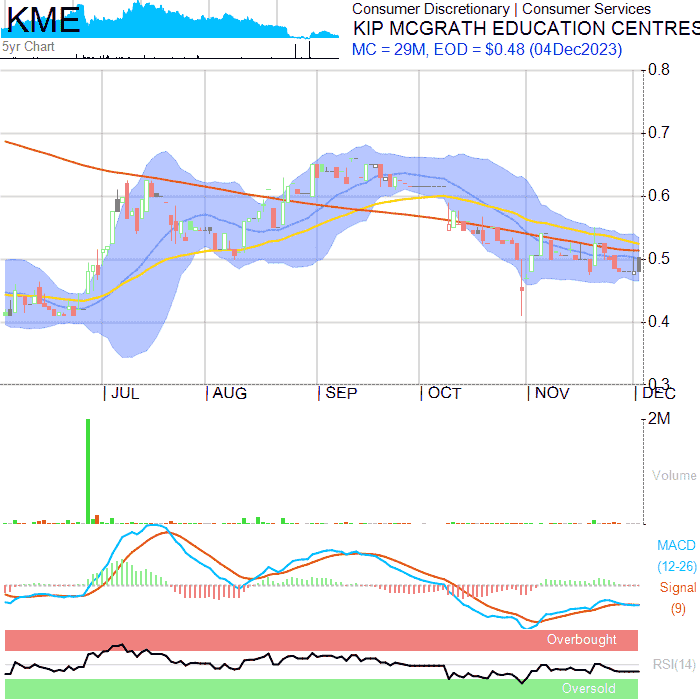 KME
Consumer Discretionary | Consumer Services
KIP MCGRATH EDUCATION CENTRES
MC = 29M, EOD = $0.48 (04Dec2023)
5yr Chart
0.8
0.7
0.6
0.5
0.4
0.3
JUL AUG SEP OCT NOV DEC
2M
Volume
MACD
(12-26)
Signal
(9)
Overbought
RSI(14)
Oversold